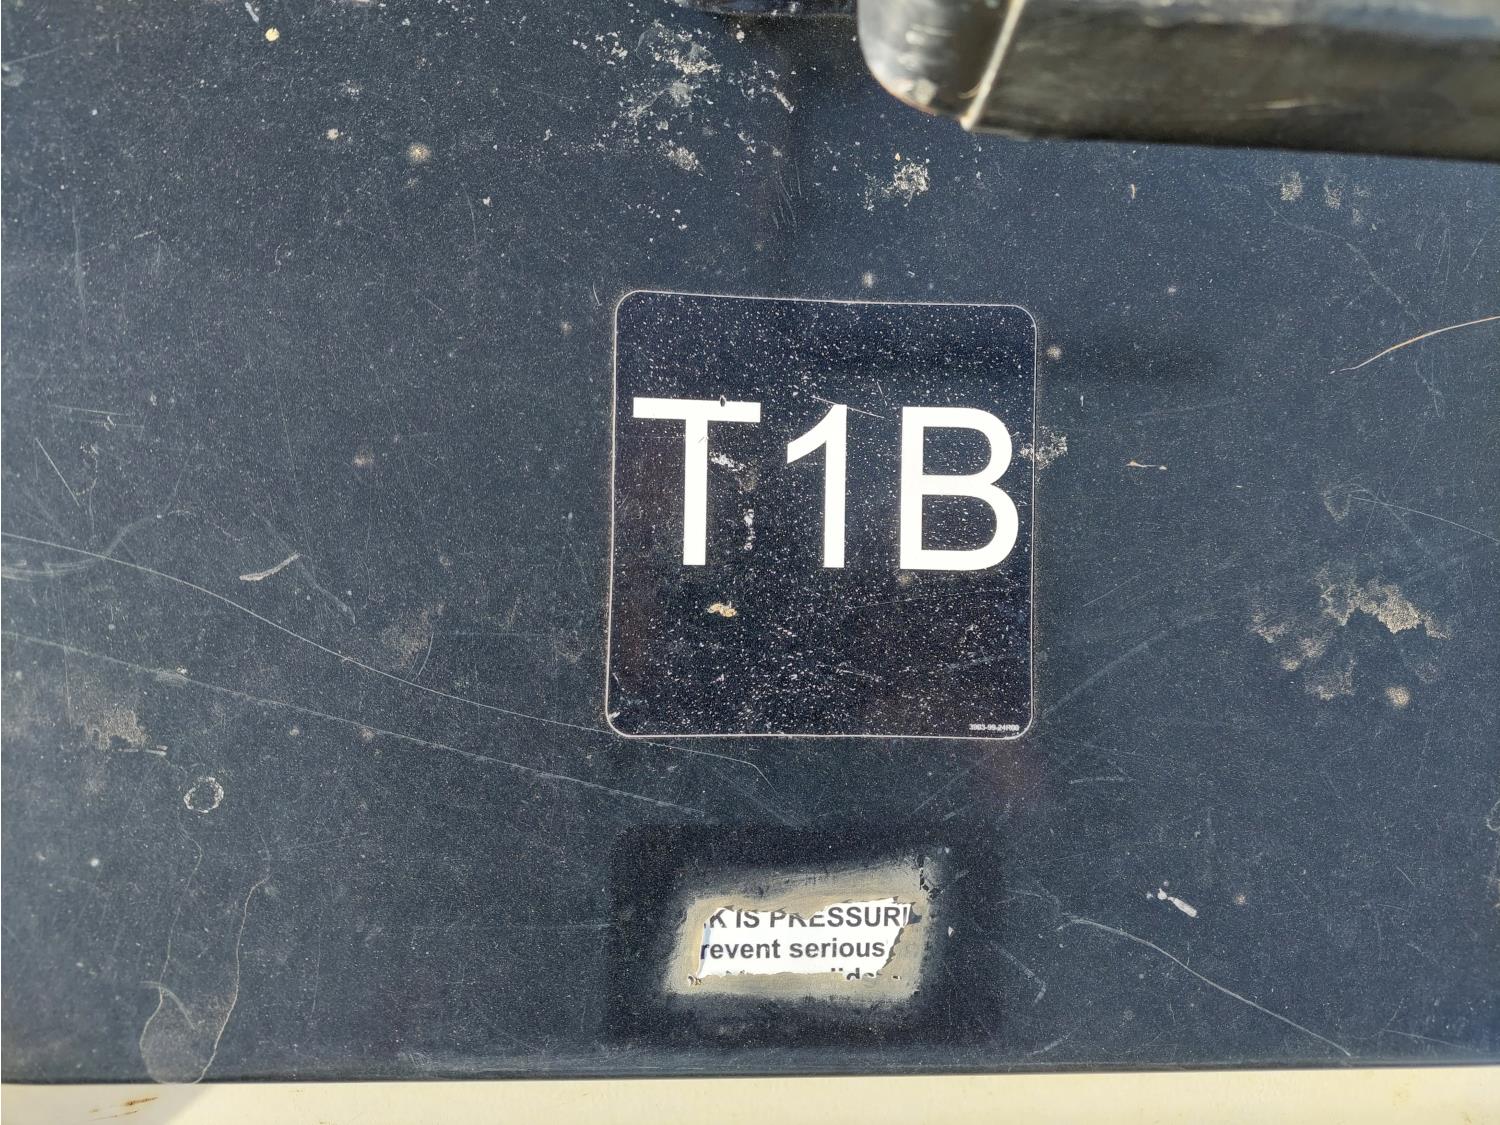 T1B
IS PRESSURI
revent serious